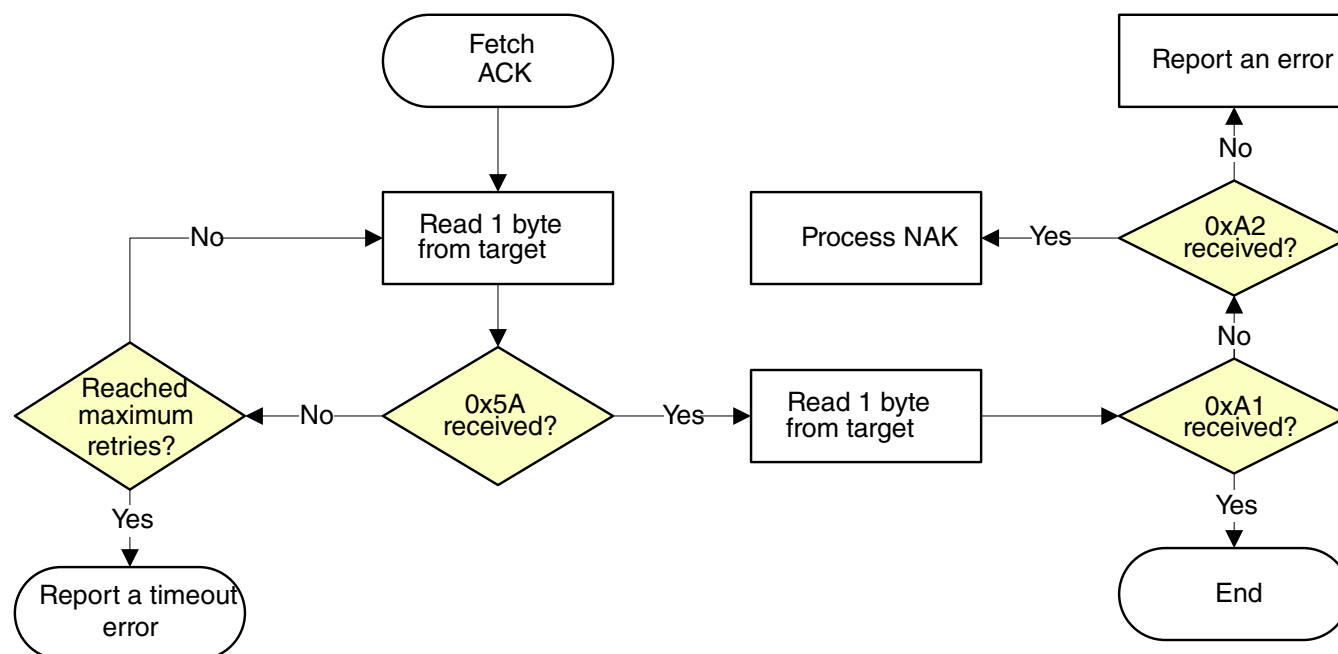 Fetch
ACK
Report an error
No
No
Read 1 byte
from target
Process NAK
Yes
0xA2
received?
No
Reached
maximum
retries?
No
0x5A
received?
Yes
Read 1 byte
from target
0xA1
received?
Yes
Yes
Report a timeout
error
End